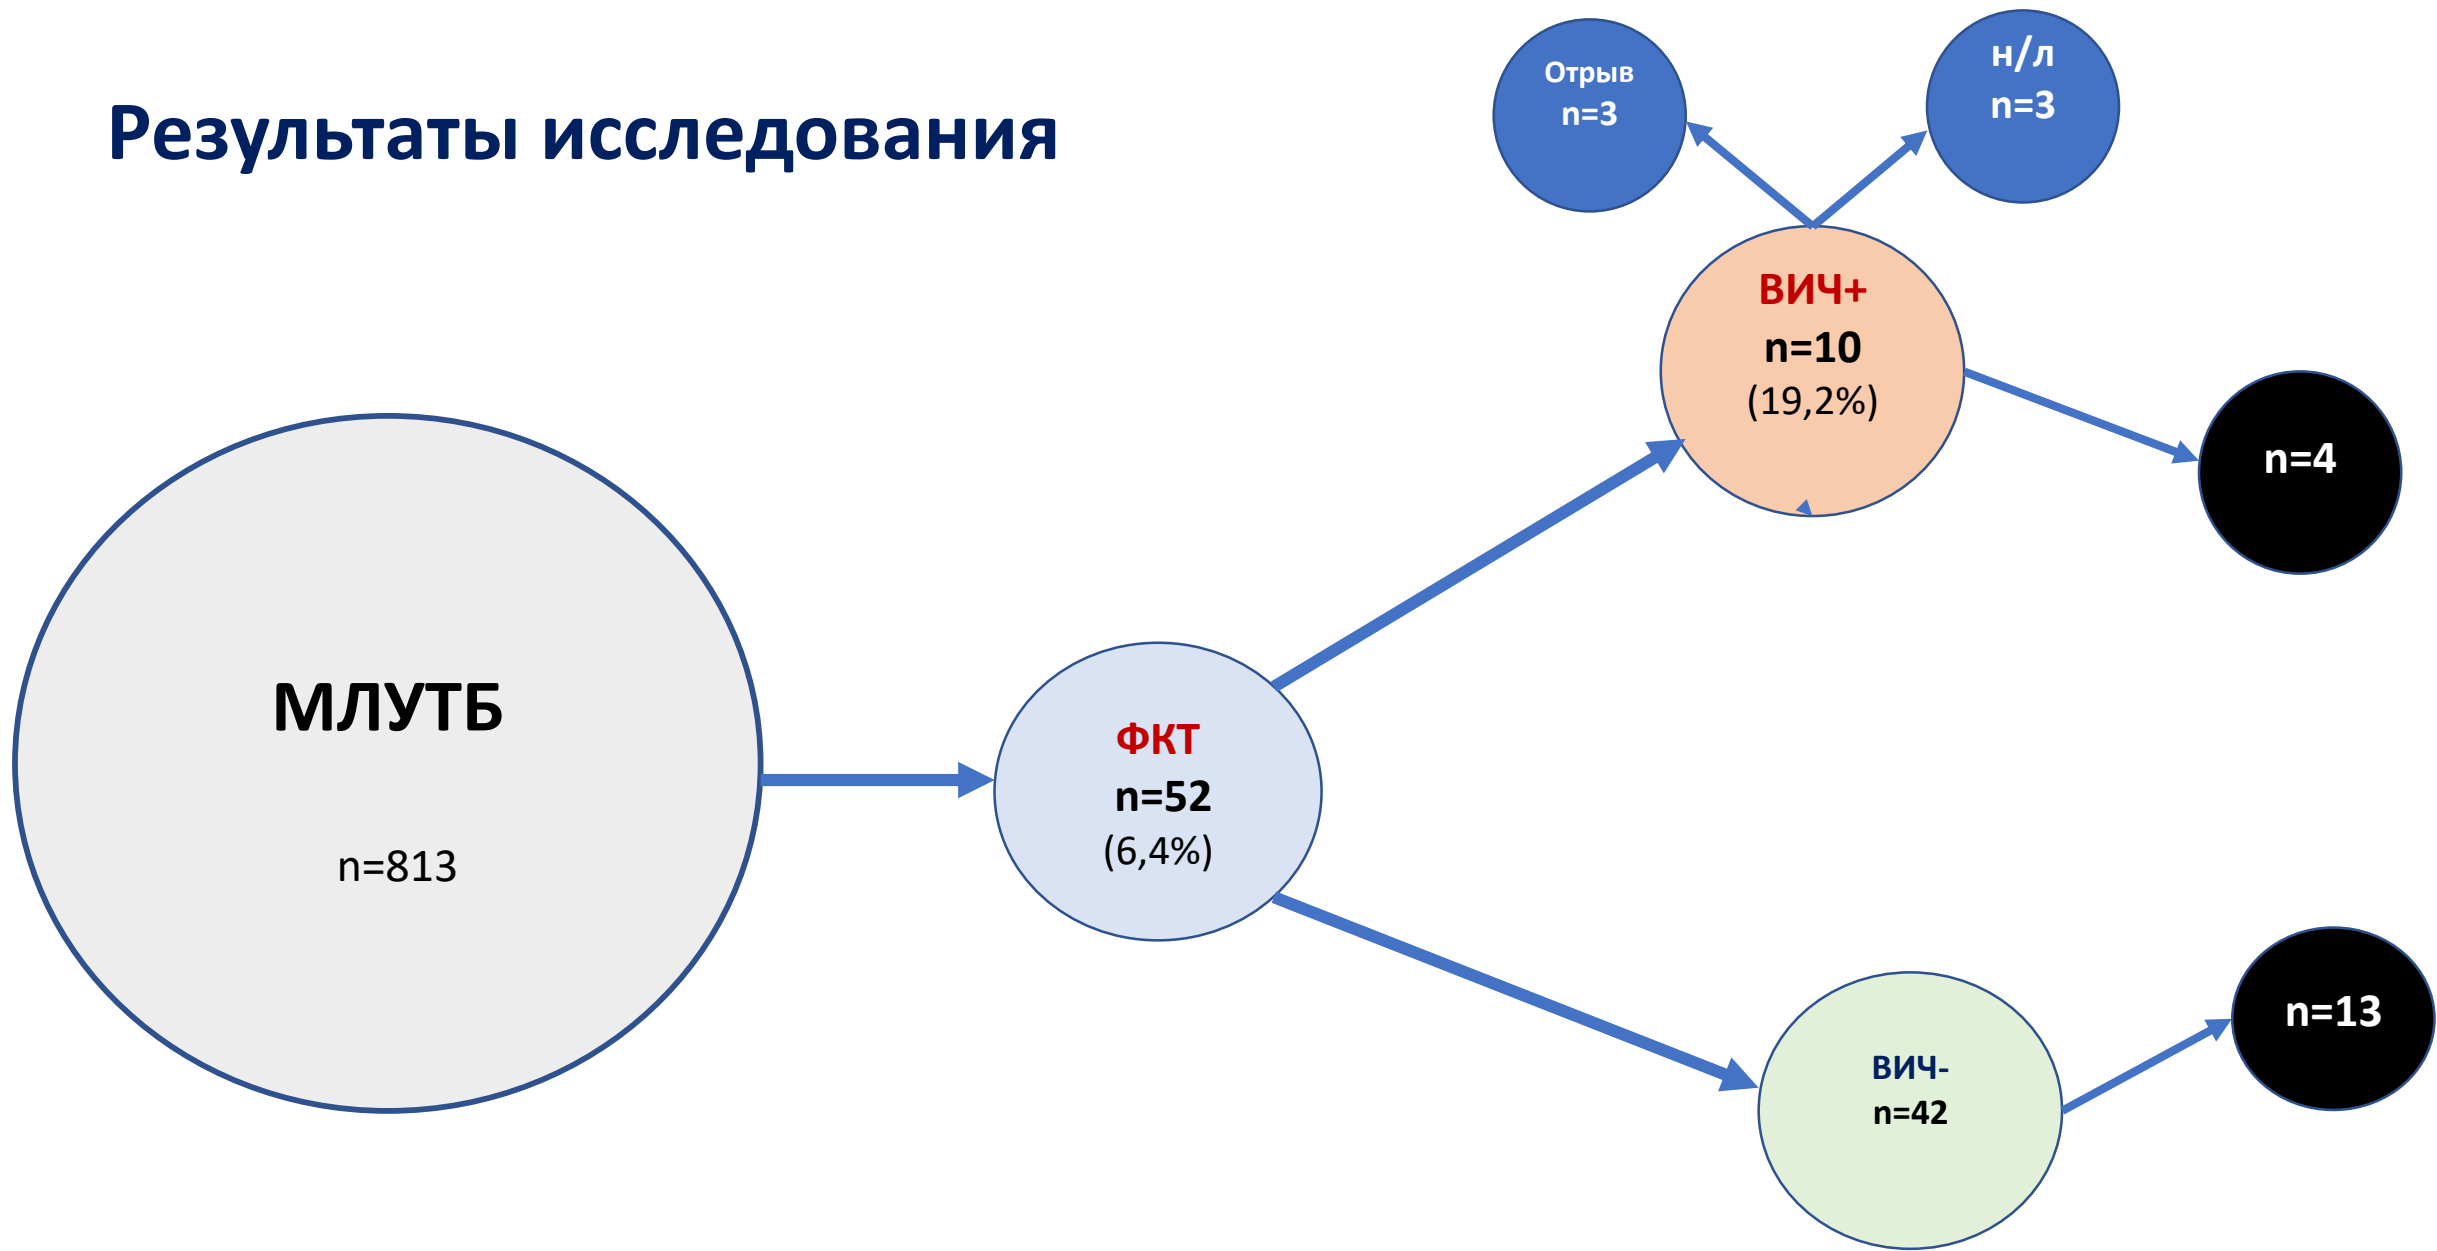 Результаты исследования
Отрыв
n=3
н/л
n=3
ВИЧ+
n=10
(19,2%)
n=4
МЛУТБ
n=813
ФКТ
n=52
(6,4%)
ВИЧ-
n=42
n=13